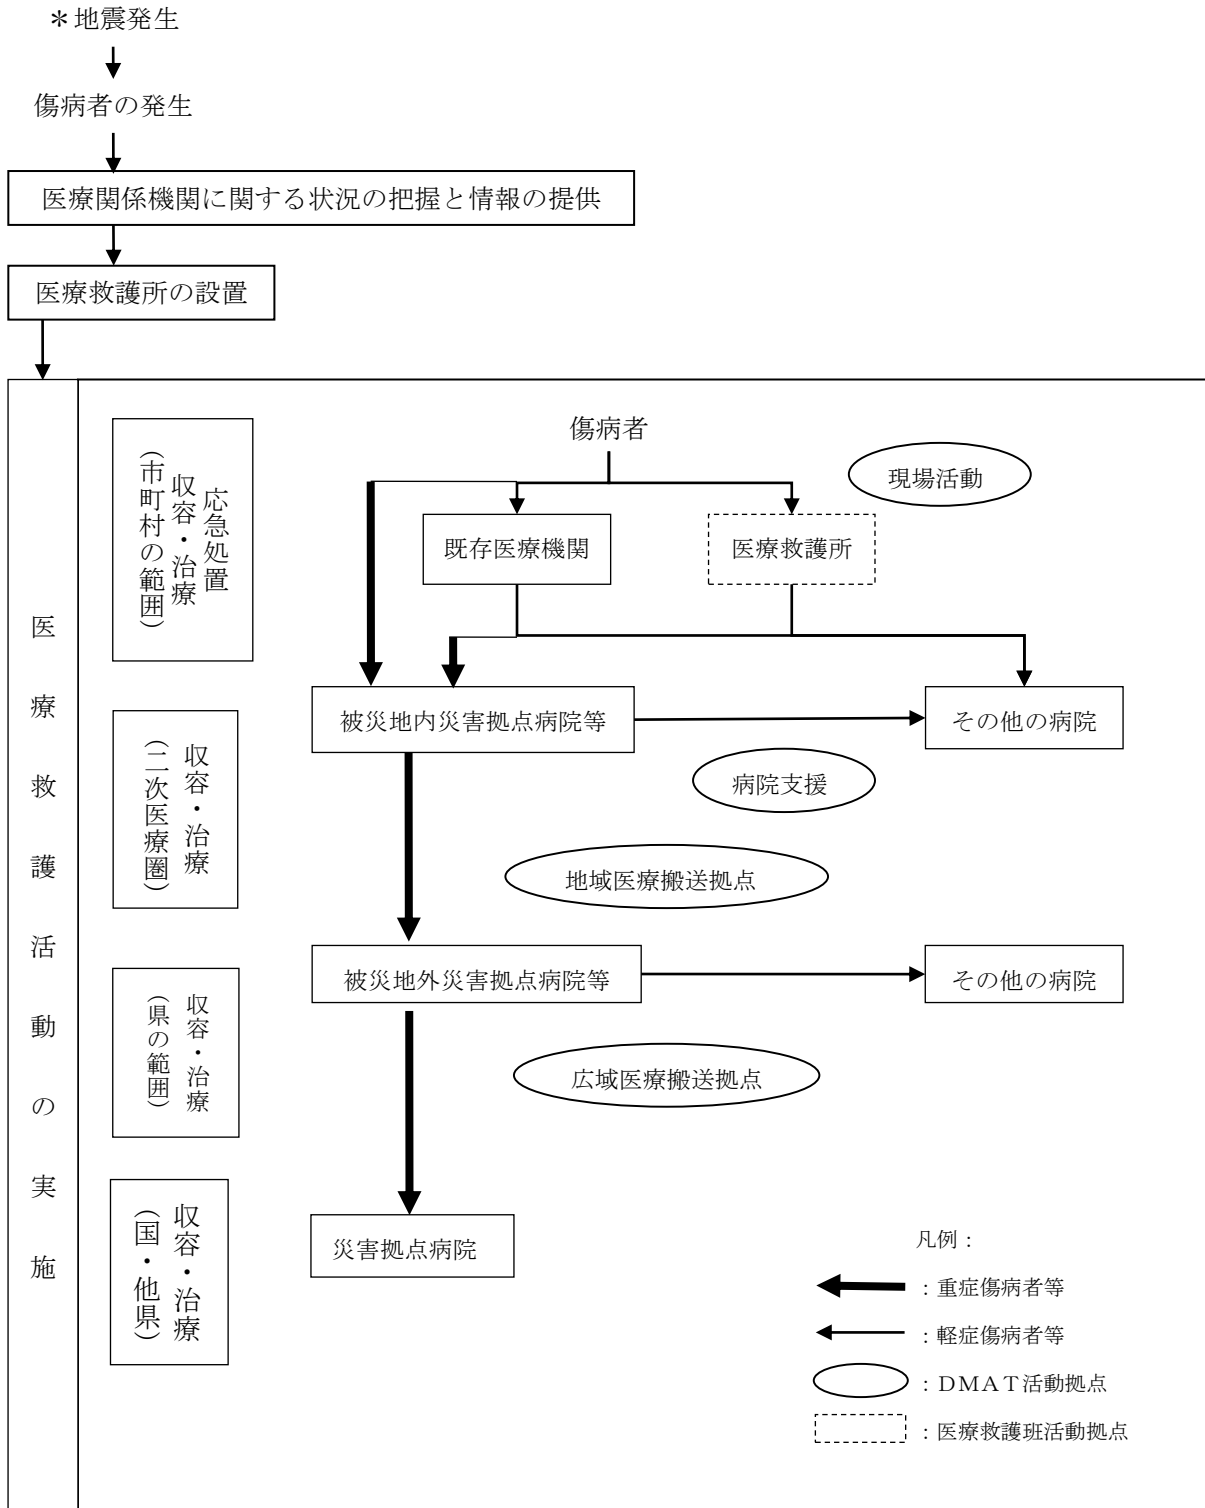 ＊地震発生
傷病者の発生
医療関係機関に関する状況の把握と情報の提供
医療救護所の設置
医療救護活動の実施
応急処置
収容・治療
（市町村の範囲）
傷病者
現場活動
既存医療機関
医療救護所
収容・治療
（二次医療圏）
被災地内災害拠点病院等
その他の病院
病院支援
地域医療搬送拠点
収容・治療
（県の範囲）
被災地外災害拠点病院等
その他の病院
広域医療搬送拠点
収容・治療
（国・他県）
災害拠点病院
凡例：
：重症傷病者等
：軽症傷病者等
：ＤＭＡＴ活動拠点
：医療救護班活動拠点